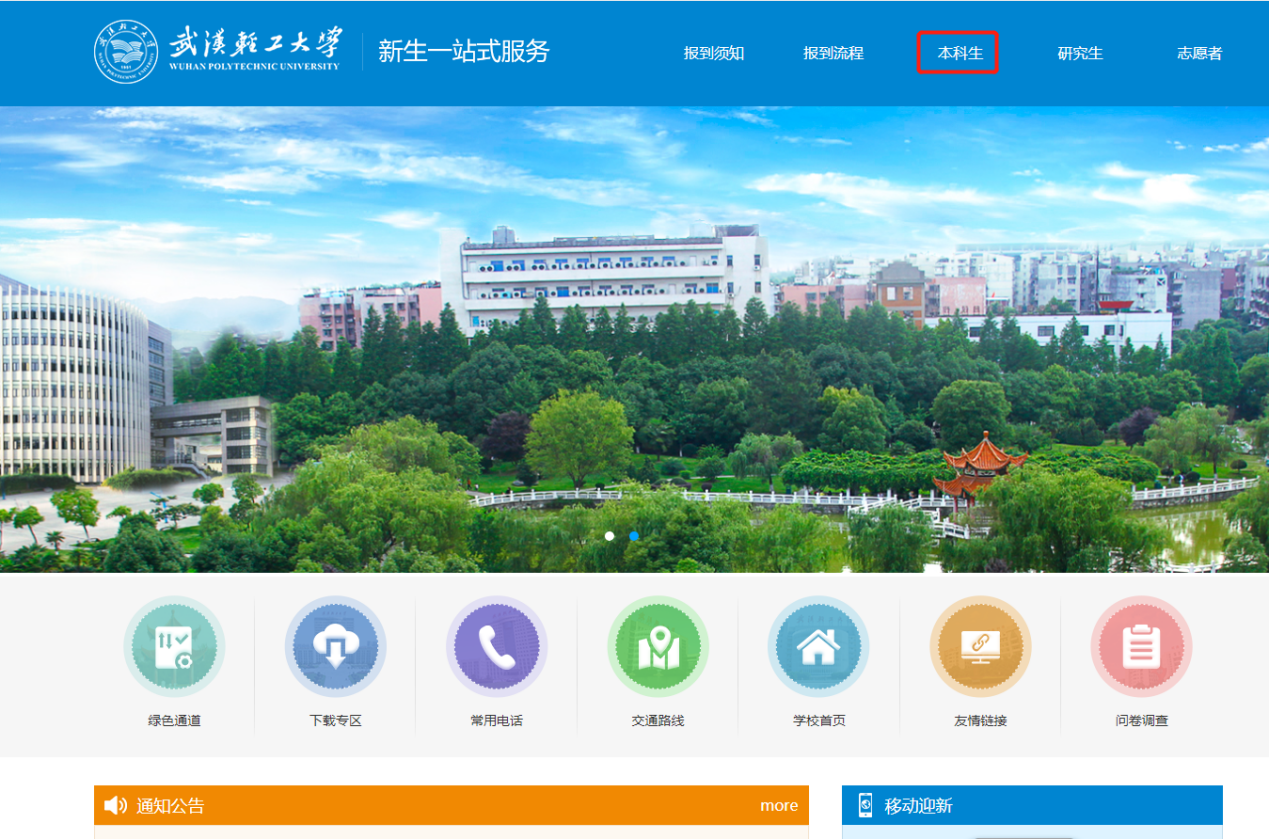 武汉轻工大学
WUHAN POLYTECHNIC UNIVERSITY
新生一站式服务
报到须知
报到流程
本科生
研究生
志愿者
绿色通道
下载专区
常用电话
交通路线
学校首页
友情链接
问卷调查
通知公告
more
移动迎新